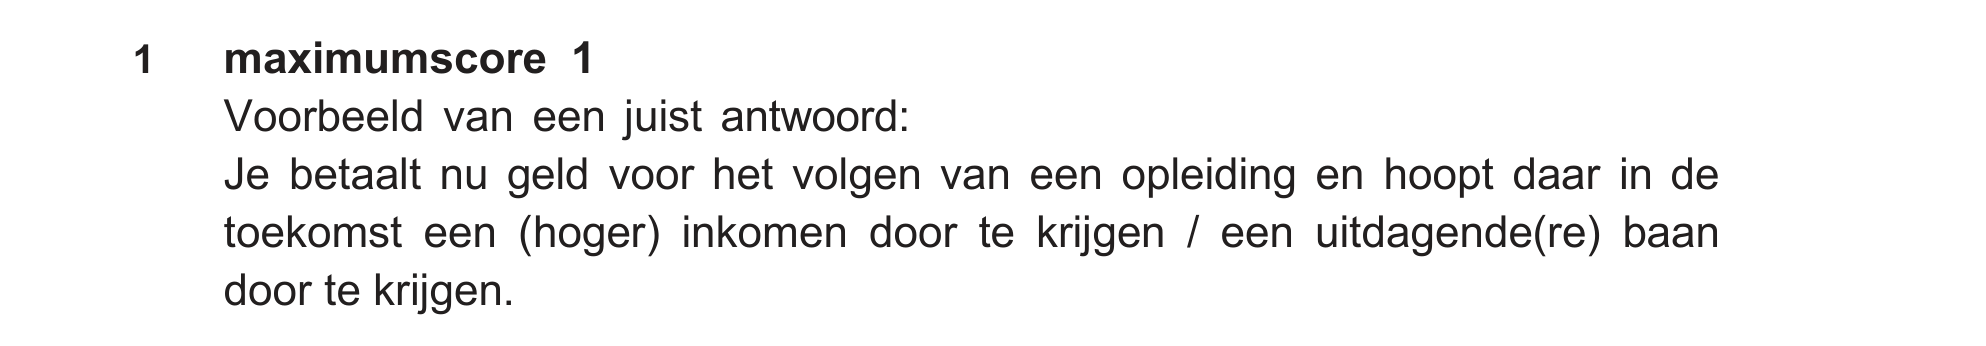 1 maximumscore 1
Voorbeeld van een juist antwoord:
Je betaalt nu geld voor het volgen van een opleiding en hoopt daar in de
toekomst een (hoger) inkomen door te krijgen / een uitdagende(re) baan
door te krijgen.